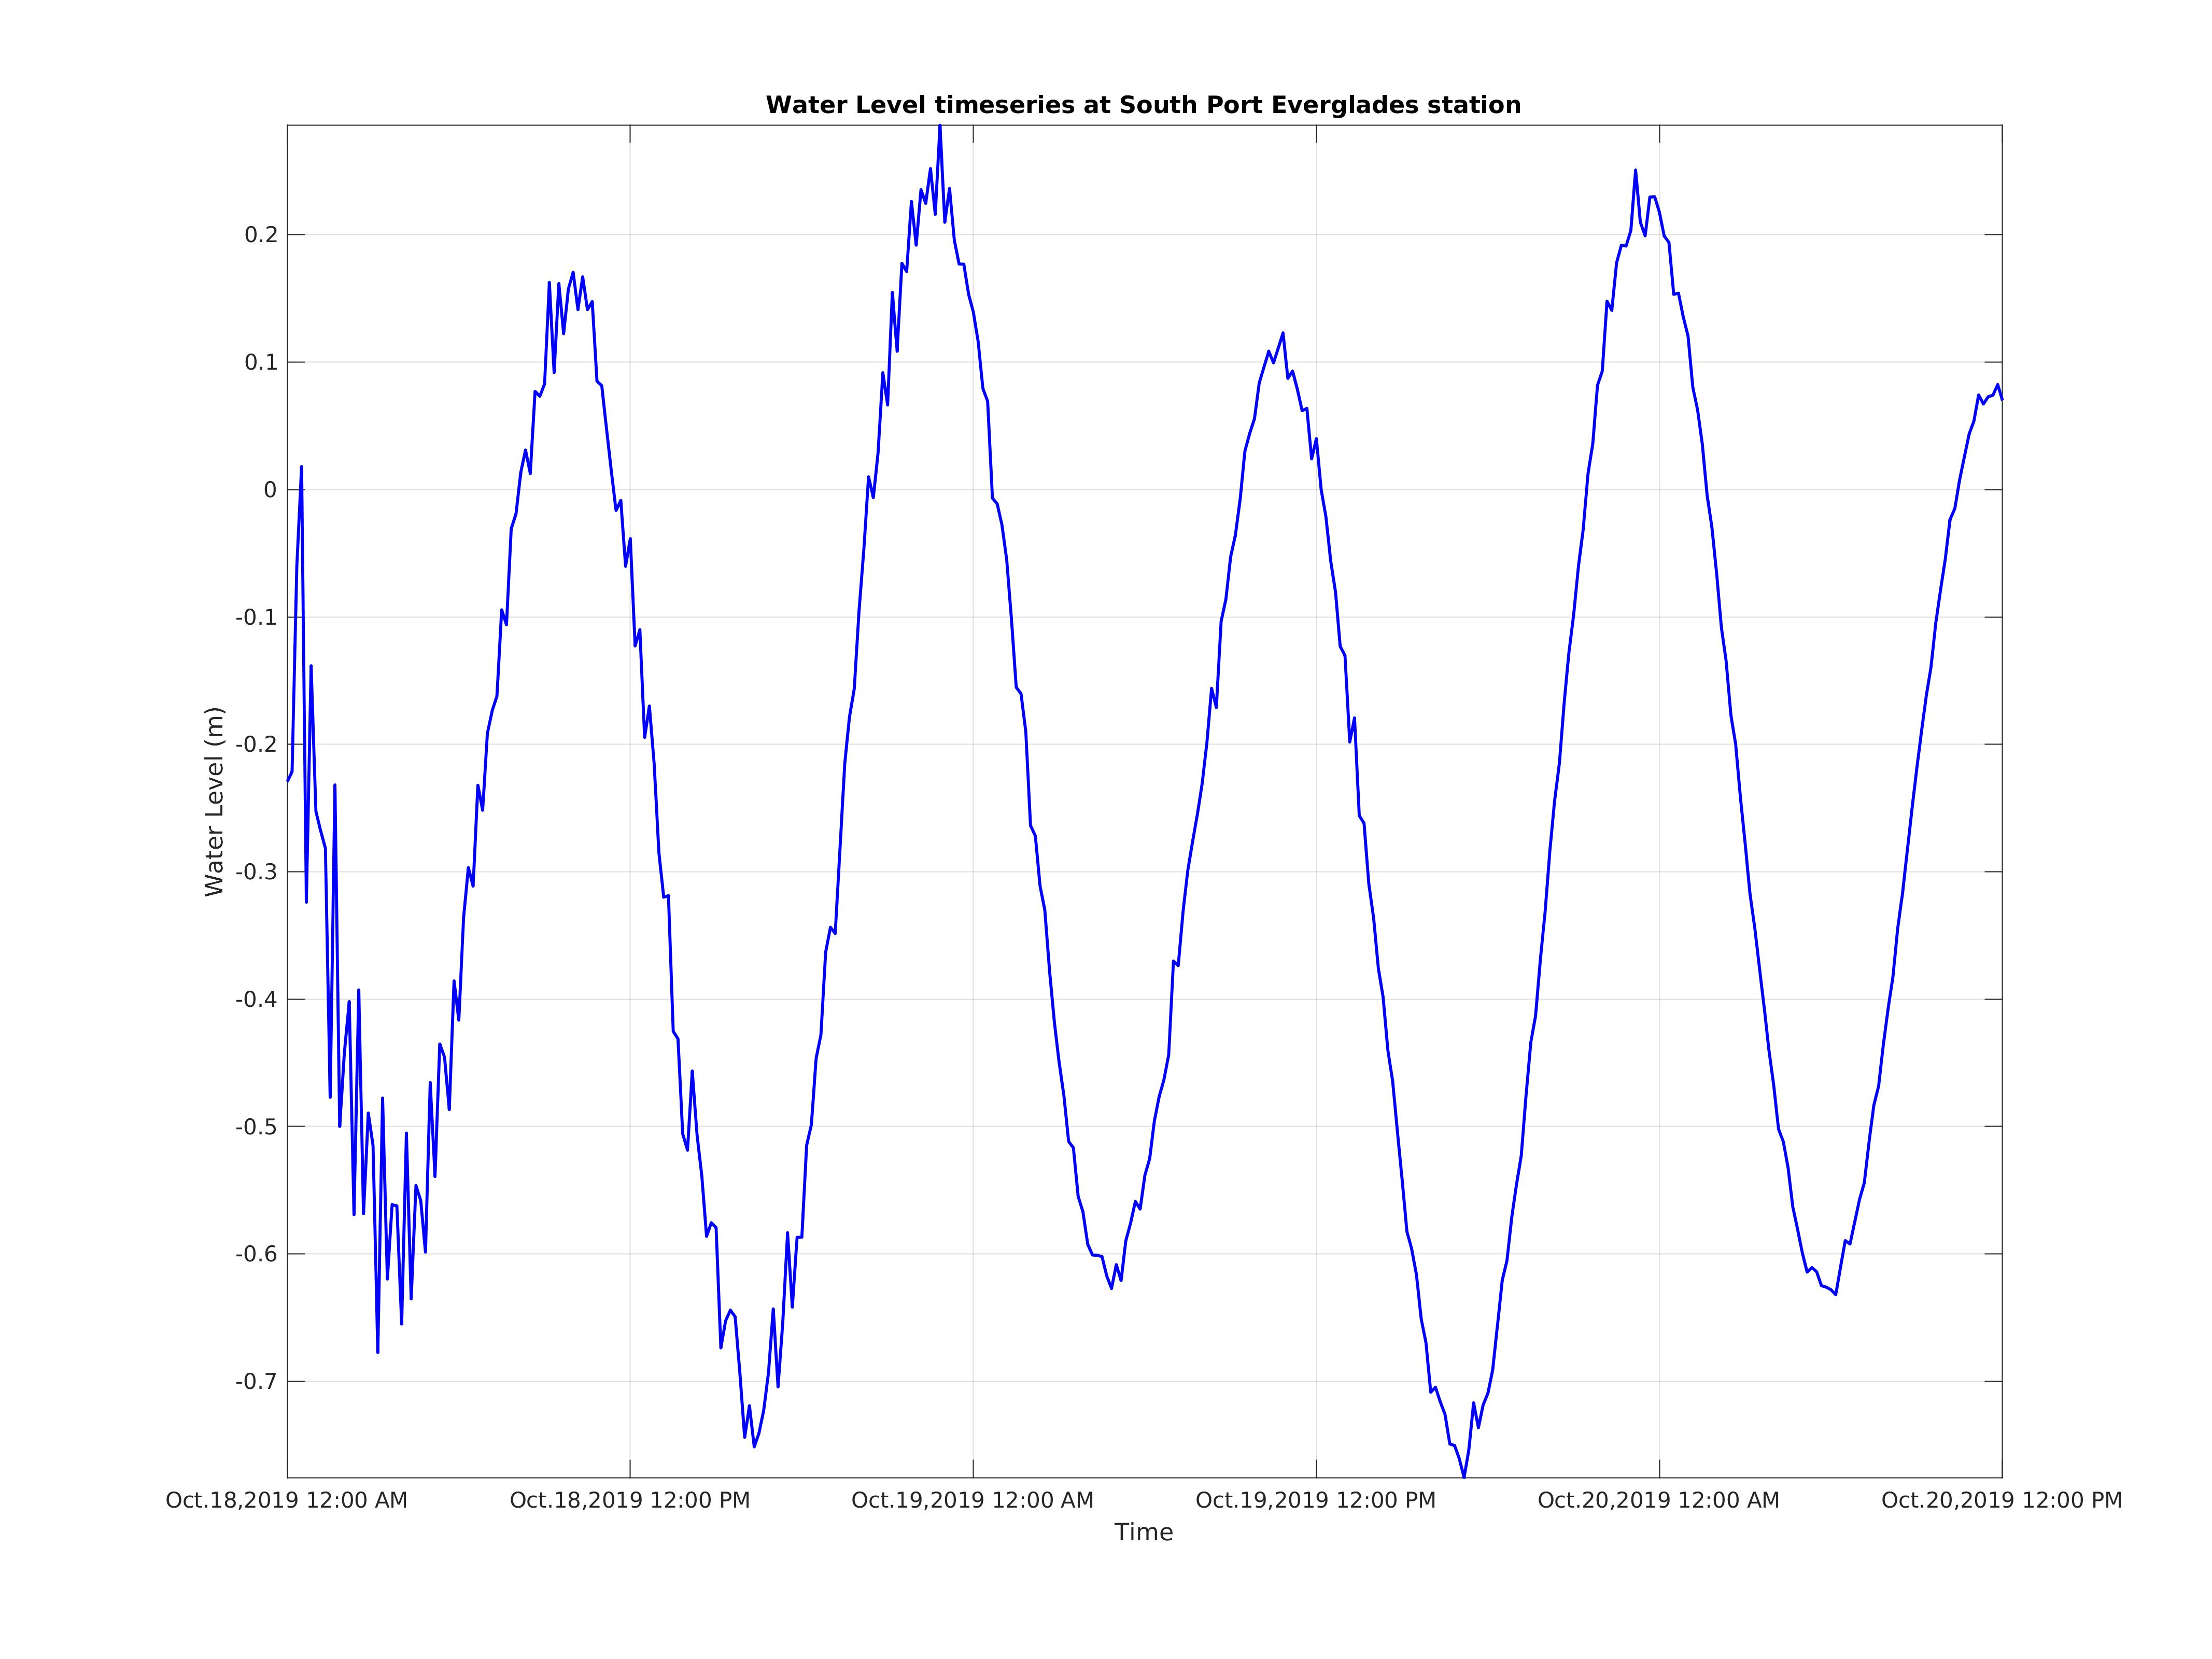 Water Level timeseries at South Port Everglades station
0.2
0.1
0
-0.1
-0.2
-0.3
-0.4
-0.5
-0.6
-0.7
Water Level (m)
Oct.18,2019 12:00 AM
Oct.18,2019 12:00 PM
Oct.19,2019 12:00 AM
Oct.19,2019 12:00 PM
Oct.20,2019 12:00 AM
Oct.20,2019 12:00 PM
Time